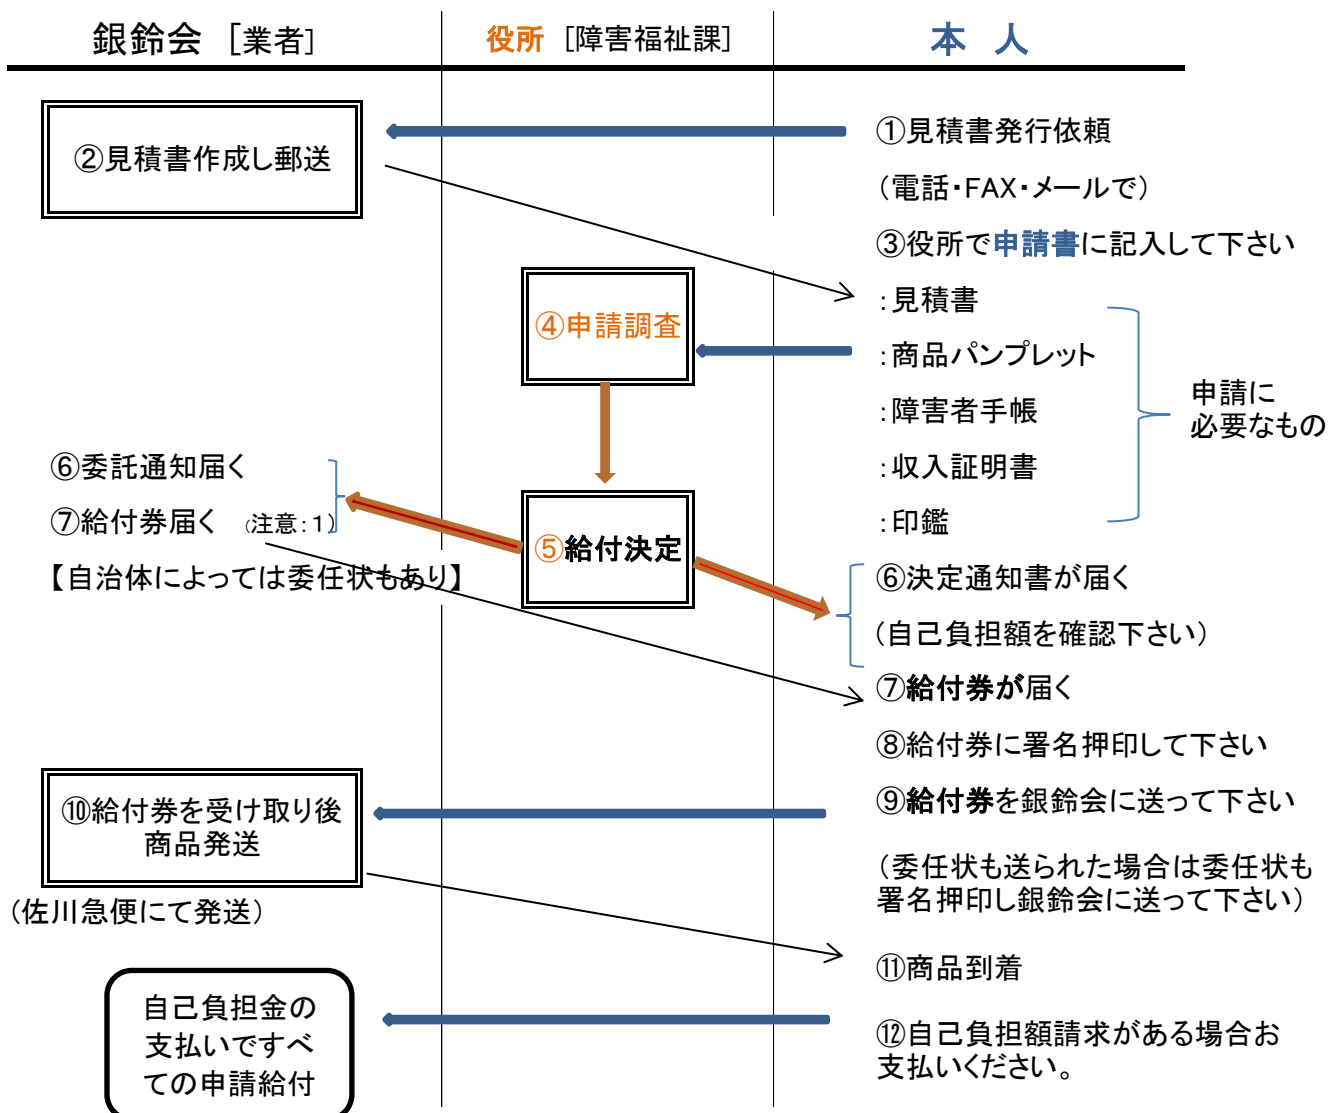 銀鈴会 [業者]
役所 [障害福祉課]
本 人
①見積書発行依頼
②見積書作成し郵送
(電話・FAX・メールで)
③役所で申請書に記入して下さい
:見積書
④申請調査
:商品パンプレット
申請に
必要なもの
:障害者手帳
:収入証明書
:印鑑
⑥委託通知届く
⑦給付券届く (注意:1)
【自治体によっては委任状もあり】
⑤給付決定
⑥決定通知書が届く
(自己負担額を確認下さい)
⑦給付券が届く
⑧給付券に署名押印して下さい
⑨給付券を銀鈴会に送って下さい
⑩給付券を受け取り後
商品発送
(委任状も送られた場合は委任状も
署名押印し銀鈴会に送って下さい)
(佐川急便にて発送)
⑪商品到着
自己負担金の
支払いですべ
ての申請給付
⑫自己負担額請求がある場合お
支払いください。